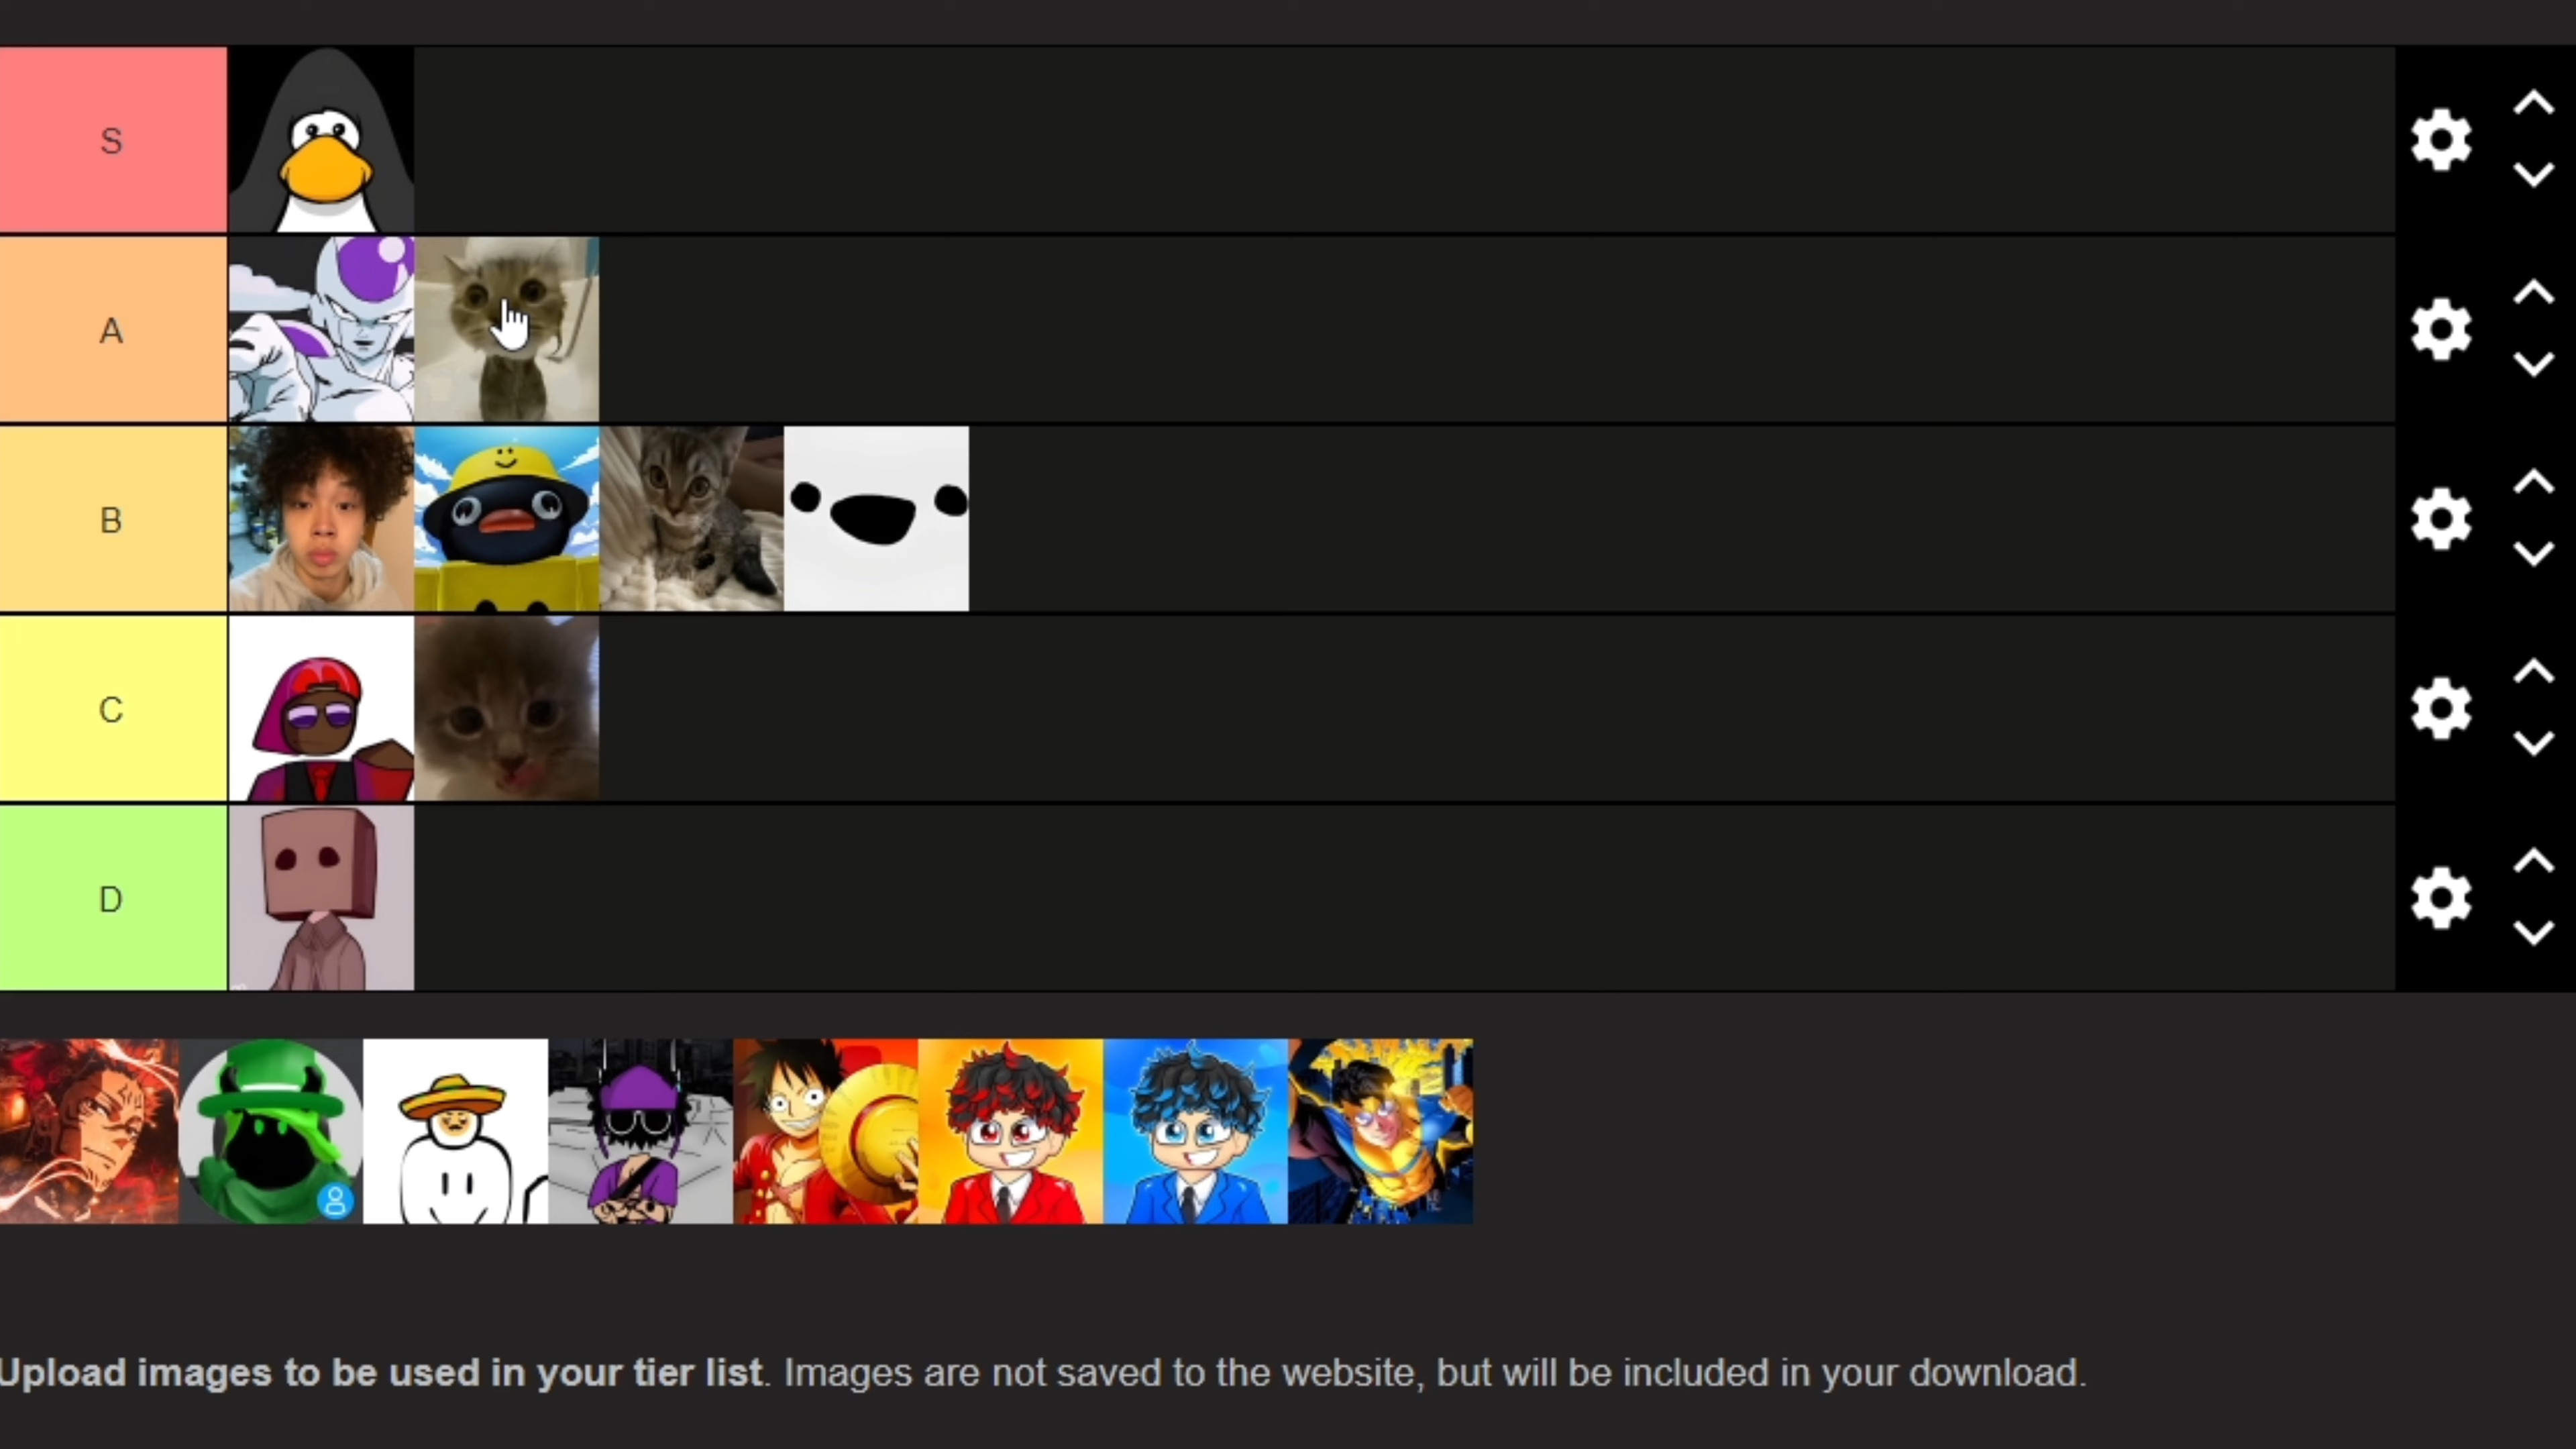 S
A
B
C
D
Upload images to be used in your tier list. Images are not saved to the website, but will be included in your download.